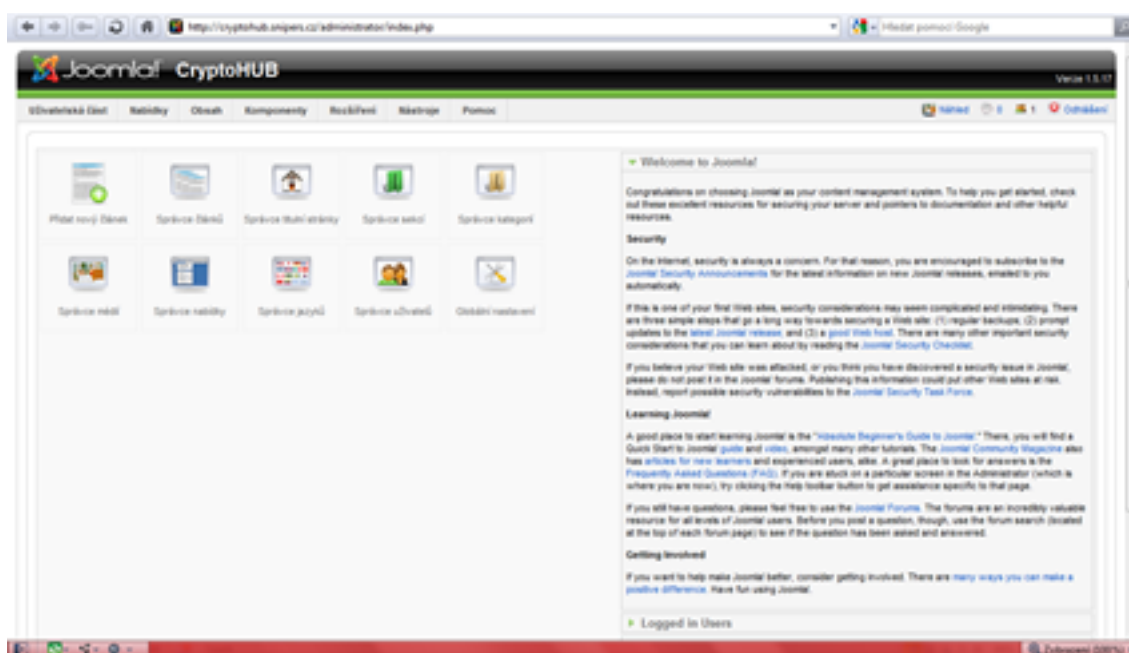 http://cryptohub.snipers.cz/administrator/index.php
Hledat pomocí Google
Joomla! CryptoHUB
Verze 1.5.17
Uživatelská část Nabídky Obsah Komponenty Rozšíření Nástroje Pomoc
Náhled 0 1 Odhlášení
Přidat nový článek Správce článků Správce titulní stránky Správce sekcí Správce kategorií
Správce médií Správce nabídky Správce jazyků Správce uživatelů Globální nastavení
Welcome to Joomla!
Congratulations on choosing Joomla! as your content management system. To help you get started, check
out these excellent resources for securing your server and pointers to documentation and other helpful
resources.
Security
On the Internet, security is always a concern. For that reason, you are encouraged to subscribe to the
Joomla! Security Announcements for the latest information on new Joomla! releases, emailed to you
automatically.
If this is one of your first Web sites, security considerations may seem complicated and intimidating. There
are three simple steps that go a long way towards securing a Web site: (1) regular backups; (2) prompt
updates to the latest Joomla! release; and (3) a good Web host. There are many other important security
considerations that you can learn about by reading the Joomla! Security Checklist.
If you believe your Web site was attacked, or you think you have discovered a security issue in Joomla!,
please do not post it in the Joomla! forums. Publishing this information could put other Web sites at risk.
Instead, report possible security vulnerabilities to the Joomla! Security Task Force.
Learning Joomla!
A good place to start learning Joomla! is the "Absolute Beginner's Guide to Joomla!." There, you will find a
Quick Start to Joomla! guide and video, amongst many other tutorials. The Joomla! Community Magazine also
has articles for new learners and experienced users, alike. A great place to look for answers is the
Frequently Asked Questions (FAQ). If you are stuck on a particular screen in the Administrator (which is
where you are now), try clicking the Help toolbar button to get assistance specific to that page.
If you still have questions, please feel free to use the Joomla! Forums. The forums are an incredibly valuable
resource for all levels of Joomla! users. Before you post a question, though, use the forum search (located
at the top of each forum page) to see if the question has been asked and answered.
Getting Involved
If you want to help make Joomla! better, consider getting involved. There are many ways you can make a
positive difference. Have fun using Joomla!.
Logged in Users
Zobrazení (100%)